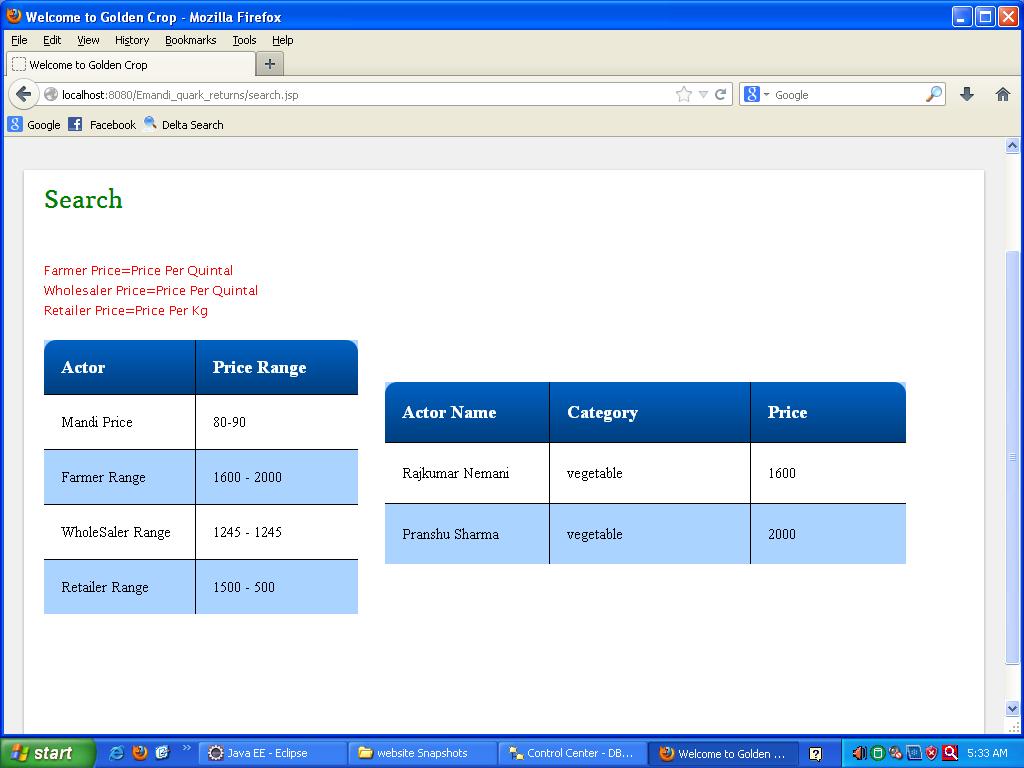 Welcome to Golden Crop - Mozilla Firefox
File Edit View History Bookmarks Tools Help
Welcome to Golden Crop
localhost:8080/Emandi_quark_returns/search.jsp
Google
Google Facebook Delta Search
Search
Farmer Price=Price Per Quintal
Wholesaler Price=Price Per Quintal
Retailer Price=Price Per Kg
Actor Price Range
Mandi Price 80-90
Farmer Range 1600 - 2000
WholeSaler Range 1245 - 1245
Retailer Range 1500 - 500
Actor Name Category Price
Rajkumar Nemani vegetable 1600
Pranshu Sharma vegetable 2000
start Java EE - Eclipse website Snapshots Control Center - DB... Welcome to Golden ... 5:33 AM